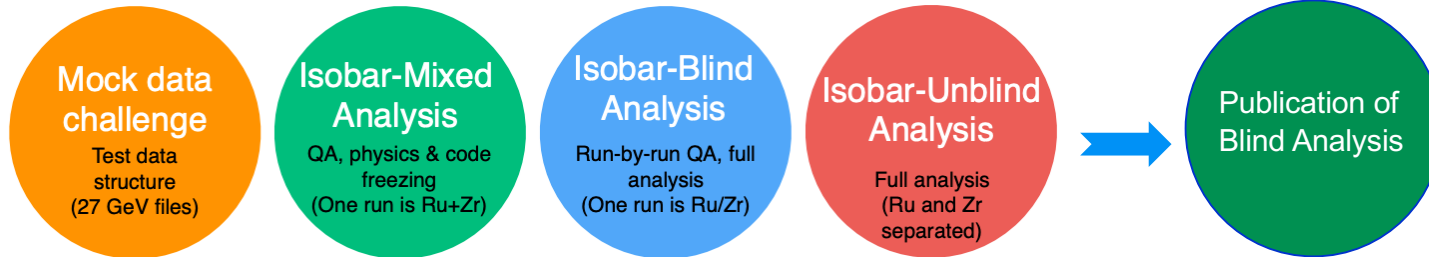 Mock data
challenge
Test data
structure
(27 GeV files)
Isobar-Mixed
Analysis
QA, physics & code
freezing
(One run is Ru+Zr)
Isobar-Blind
Analysis
Run-by-run QA, full
analysis
(One run is Ru/Zr)
Isobar-Unblind
Analysis
Full analysis
(Ru and Zr
separated)
Publication of
Blind Analysis